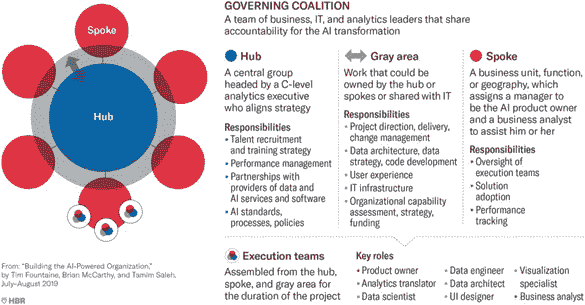 Spoke
Hub
From: “Building the AI-Powered Organization,”
by Tim Fountaine, Brian McCarthy, and Tamim Saleh,
July–August 2019
HBR
GOVERNING COALITION
A team of business, IT, and analytics leaders that share
accountability for the AI transformation
Hub
A central group
headed by a C-level
analytics executive
who aligns strategy
Responsibilities
• Talent recruitment
and training strategy
• Performance management
• Partnerships with
providers of data and
AI services and software
• AI standards,
processes, policies
Gray area
Work that could be
owned by the hub or
spokes or shared with IT
Responsibilities
• Project direction, delivery,
change management
• Data architecture, data
strategy, code development
• User experience
• IT infrastructure
• Organizational capability
assessment, strategy,
funding
Spoke
A business unit, function,
or geography, which
assigns a manager to
be the AI product owner
and a business analyst
to assist him or her
Responsibilities
• Oversight of
execution teams
• Solution
adoption
• Performance
tracking
Execution teams
Assembled from the hub,
spoke, and gray area for
the duration of the project
Key roles
• Product owner
• Analytics translator
• Data scientist
• Data engineer
• Data architect
• UI designer
• Visualization
specialist
• Business analyst